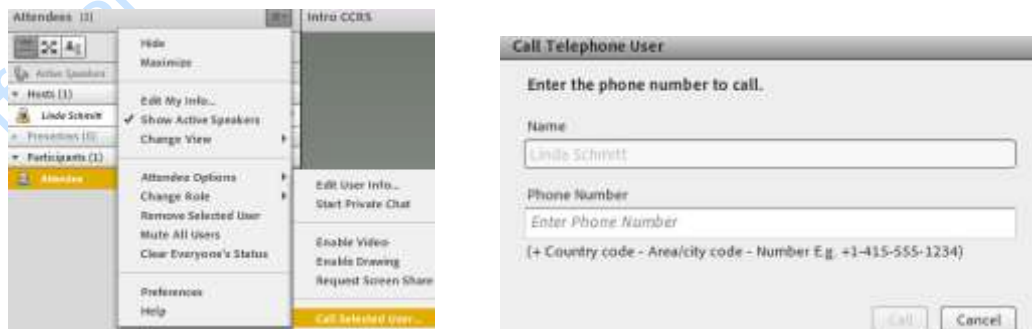 Attendees (3)
Intro CCRS
Active Speakers
Hosts (1)
Linde Schmitt
Presenters (0)
Participants (1)
Attendee
Hide
Maximize
Edit My Info...
Show Active Speakers
Change View
Attendee Options
Change Role
Remove Selected User
Mute All Users
Clear Everyone's Status
Preferences
Help
Edit User Info...
Start Private Chat
Enable Video
Enable Drawing
Request Screen Share
Call Selected User...
Call Telephone User
Enter the phone number to call.
Name
Linde Schmitt
Phone Number
Enter Phone Number
(+ Country code - Area/city code - Number E.g. +1-415-555-1234)
Call
Cancel